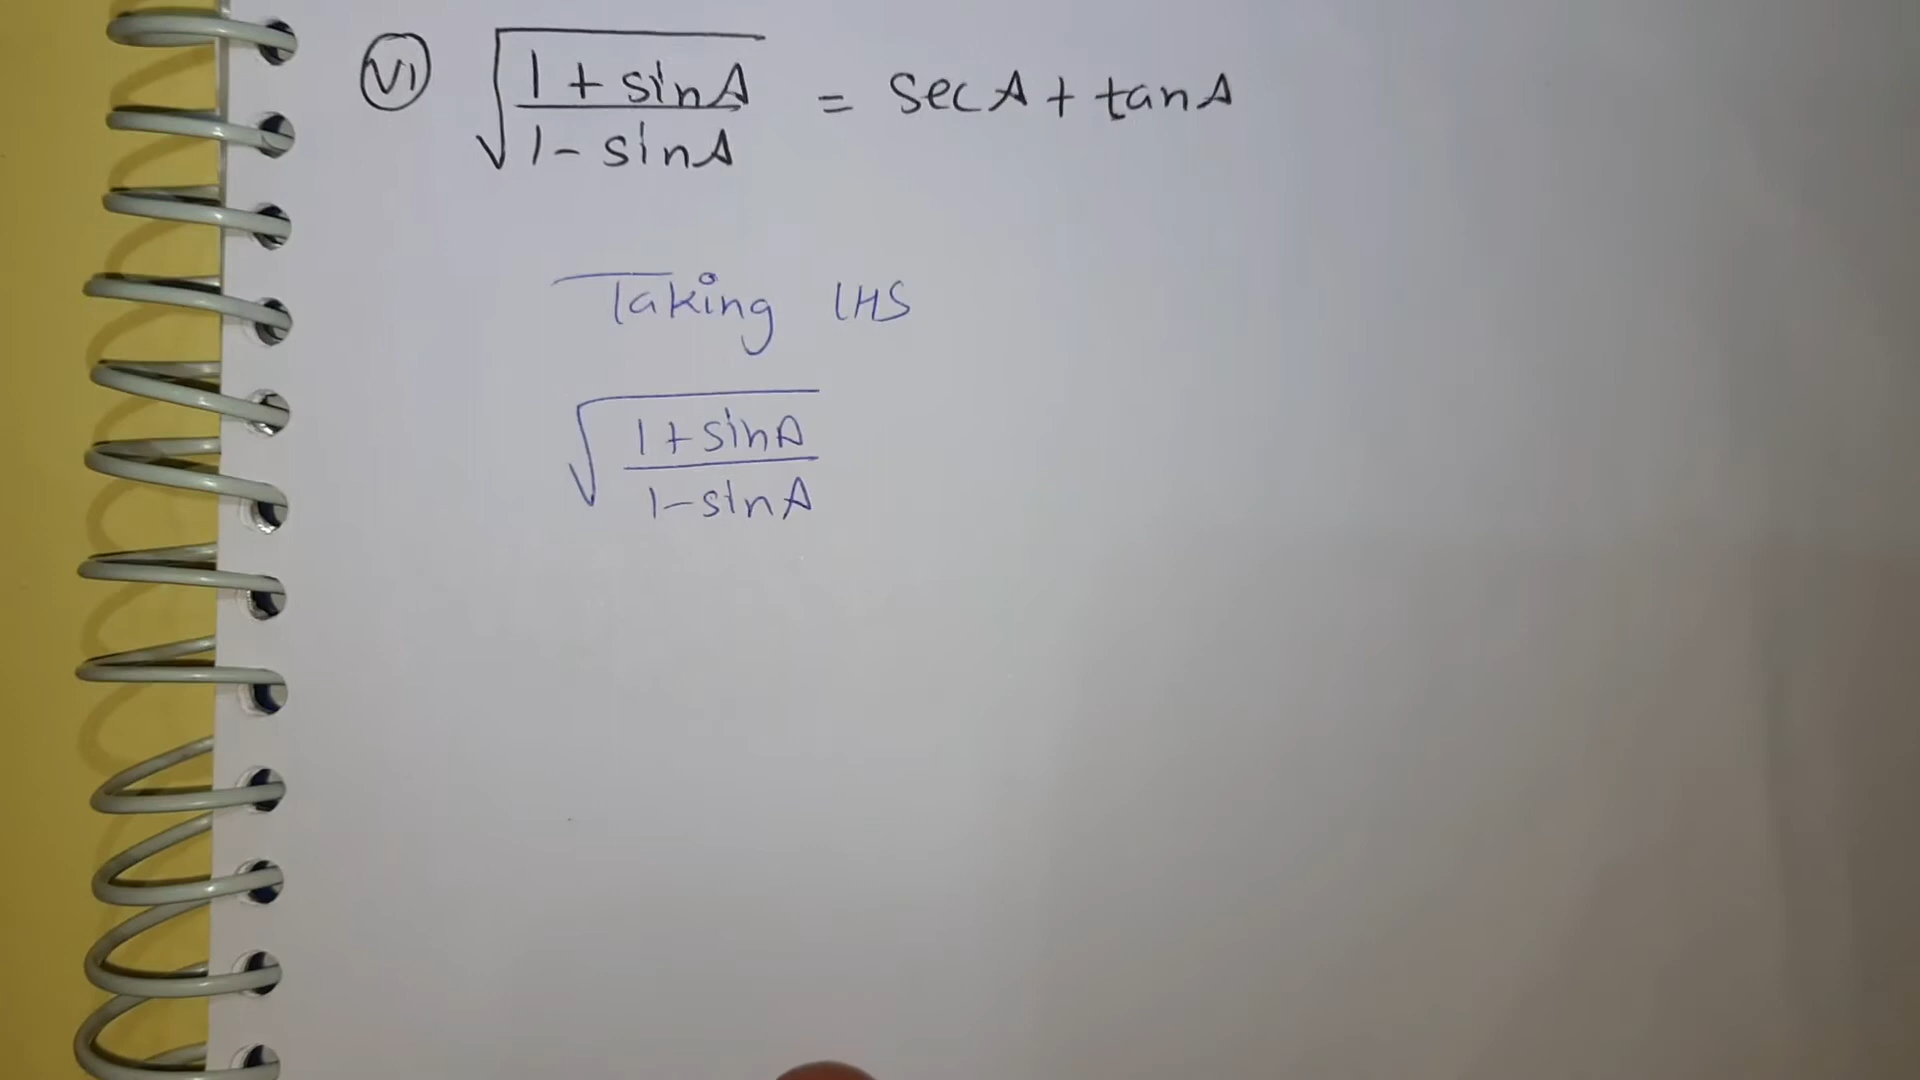 (VI) √((1 + sinA)/(1 - sinA)) = secA + tanA
Taking LHS
√((1 + sinA)/(1 - sinA))